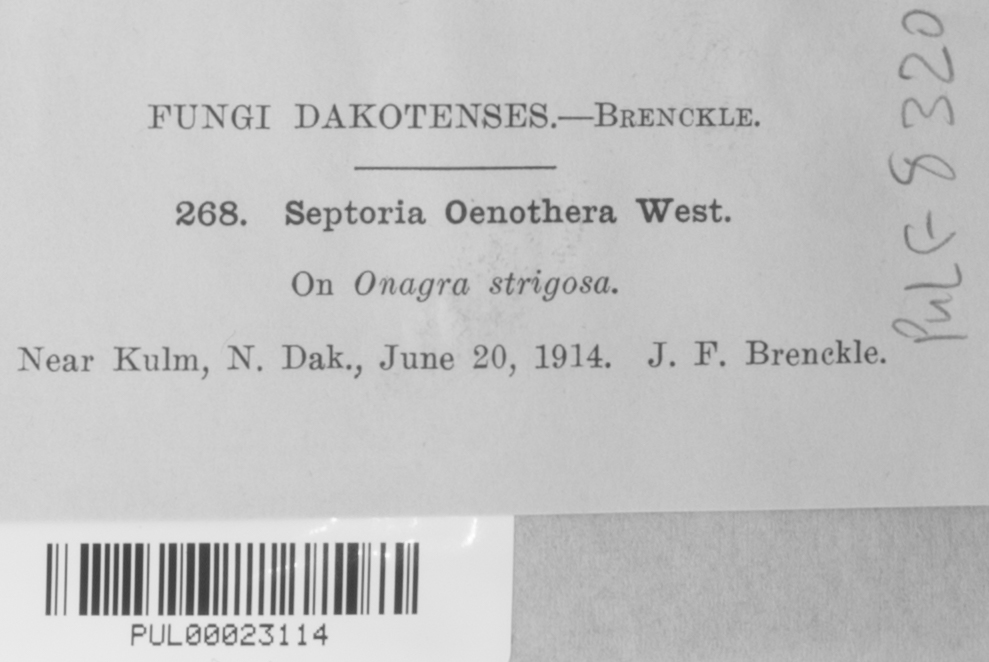 FUNGI DAKOTENSES.—BRENCKLE.
268. Septoria Oenothera West.
On Onagra strigosa.
Near Kulm, N. Dak., June 20, 1914. J. F. Brenckle.
PUL F 8320
PUL00023114